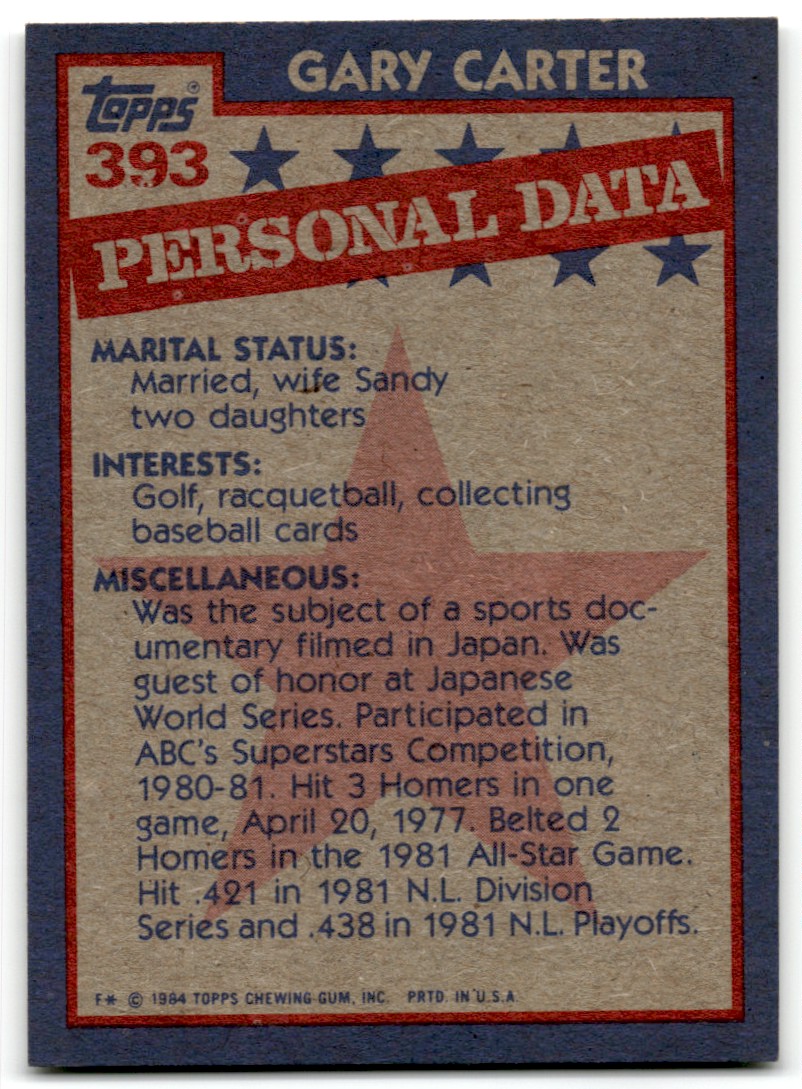 GARY CARTER
topps
393
PERSONAL DATA
MARITAL STATUS:
Married, wife Sandy
two daughters
INTERESTS:
Golf, racquetball, collecting
baseball cards
MISCELLANEOUS:
Was the subject of a sports doc-
umentary filmed in Japan. Was
guest of honor at Japanese
World Series. Participated in
ABC's Superstars Competition,
1980-81. Hit 3 Homers in one
game, April 20, 1977. Belted 2
Homers in the 1981 All-Star Game.
Hit .421 in 1981 N.L. Division
Series and .438 in 1981 N.L. Playoffs.
F* © 1984 TOPPS CHEWING GUM, INC. PRTD. IN U.S.A.